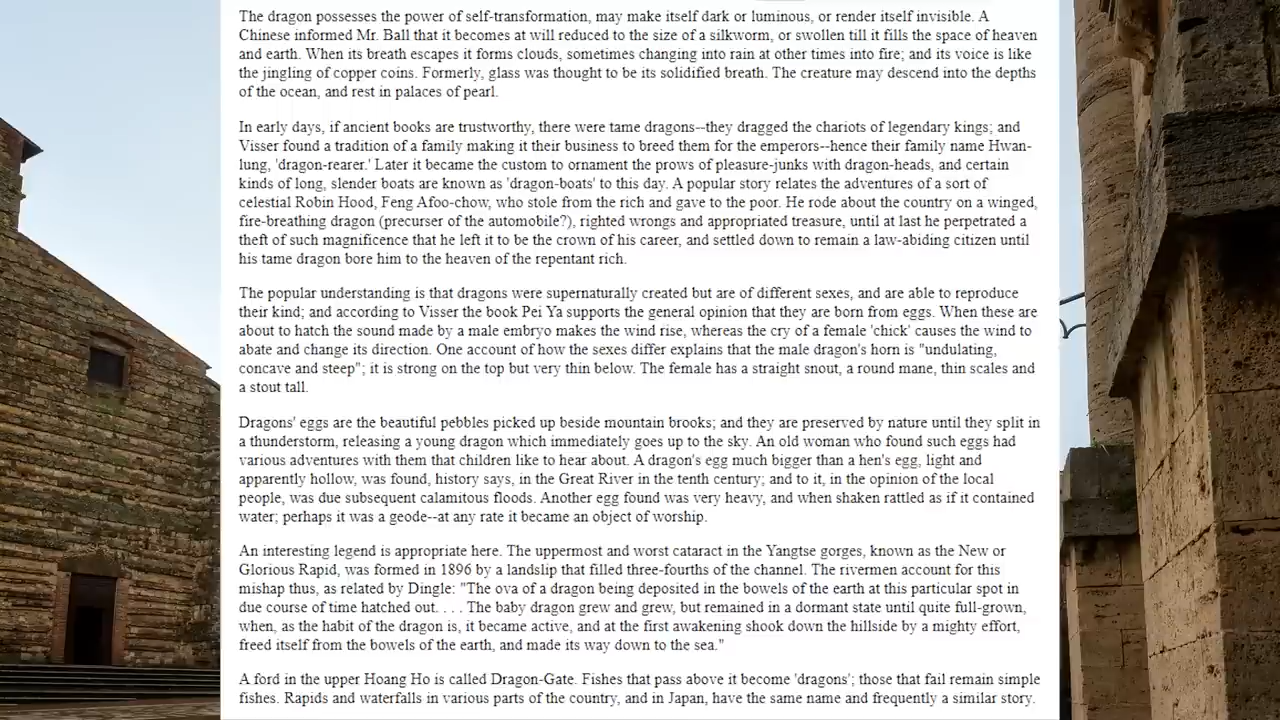 The dragon possesses the power of self-transformation, may make itself dark or luminous, or render itself invisible. A
Chinese informed Mr. Ball that it becomes at will reduced to the size of a silkworm, or swollen till it fills the space of heaven
and earth. When its breath escapes it forms clouds, sometimes changing into rain at other times into fire; and its voice is like
the jingling of copper coins. Formerly, glass was thought to be its solidified breath. The creature may descend into the depths
of the ocean, and rest in palaces of pearl.
In early days, if ancient books are trustworthy, there were tame dragons--they dragged the chariots of legendary kings; and
Visser found a tradition of a family making it their business to breed them for the emperors--hence their family name Hwan-
lung, 'dragon-rearer.' Later it became the custom to ornament the prows of pleasure-junks with dragon-heads, and certain
kinds of long, slender boats are known as 'dragon-boats' to this day. A popular story relates the adventures of a sort of
celestial Robin Hood, Feng Afoo-chow, who stole from the rich and gave to the poor. He rode about the country on a winged,
fire-breathing dragon (precurser of the automobile?), righted wrongs and appropriated treasure, until at last he perpetrated a
theft of such magnificence that he left it to be the crown of his career, and settled down to remain a law-abiding citizen until
his tame dragon bore him to the heaven of the repentant rich.
The popular understanding is that dragons were supernaturally created but are of different sexes, and are able to reproduce
their kind; and according to Visser the book Pei Ya supports the general opinion that they are born from eggs. When these are
about to hatch the sound made by a male embryo makes the wind rise, whereas the cry of a female 'chick' causes the wind to
abate and change its direction. One account of how the sexes differ explains that the male dragon's horn is "undulating,
concave and steep"; it is strong on the top but very thin below. The female has a straight snout, a round mane, thin scales and
a stout tall.
Dragons' eggs are the beautiful pebbles picked up beside mountain brooks; and they are preserved by nature until they split in
a thunderstorm, releasing a young dragon which immediately goes up to the sky. An old woman who found such eggs had
various adventures with them that children like to hear about. A dragon's egg much bigger than a hen's egg, light and
apparently hollow, was found, history says, in the Great River in the tenth century; and to it, in the opinion of the local
people, was due subsequent calamitous floods. Another egg found was very heavy, and when shaken rattled as if it contained
water; perhaps it was a geode--at any rate it became an object of worship.
An interesting legend is appropriate here. The uppermost and worst cataract in the Yangtse gorges, known as the New or
Glorious Rapid, was formed in 1896 by a landslip that filled three-fourths of the channel. The rivermen account for this
mishap thus, as related by Dingle: "The ova of a dragon being deposited in the bowels of the earth at this particular spot in
due course of time hatched out. . . . The baby dragon grew and grew, but remained in a dormant state until quite full-grown,
when, as the habit of the dragon is, it became active, and at the first awakening shook down the hillside by a mighty effort,
freed itself from the bowels of the earth, and made its way down to the sea."
A ford in the upper Hoang Ho is called Dragon-Gate. Fishes that pass above it become 'dragons'; those that fail remain simple
fishes. Rapids and waterfalls in various parts of the country, and in Japan, have the same name and frequently a similar story.